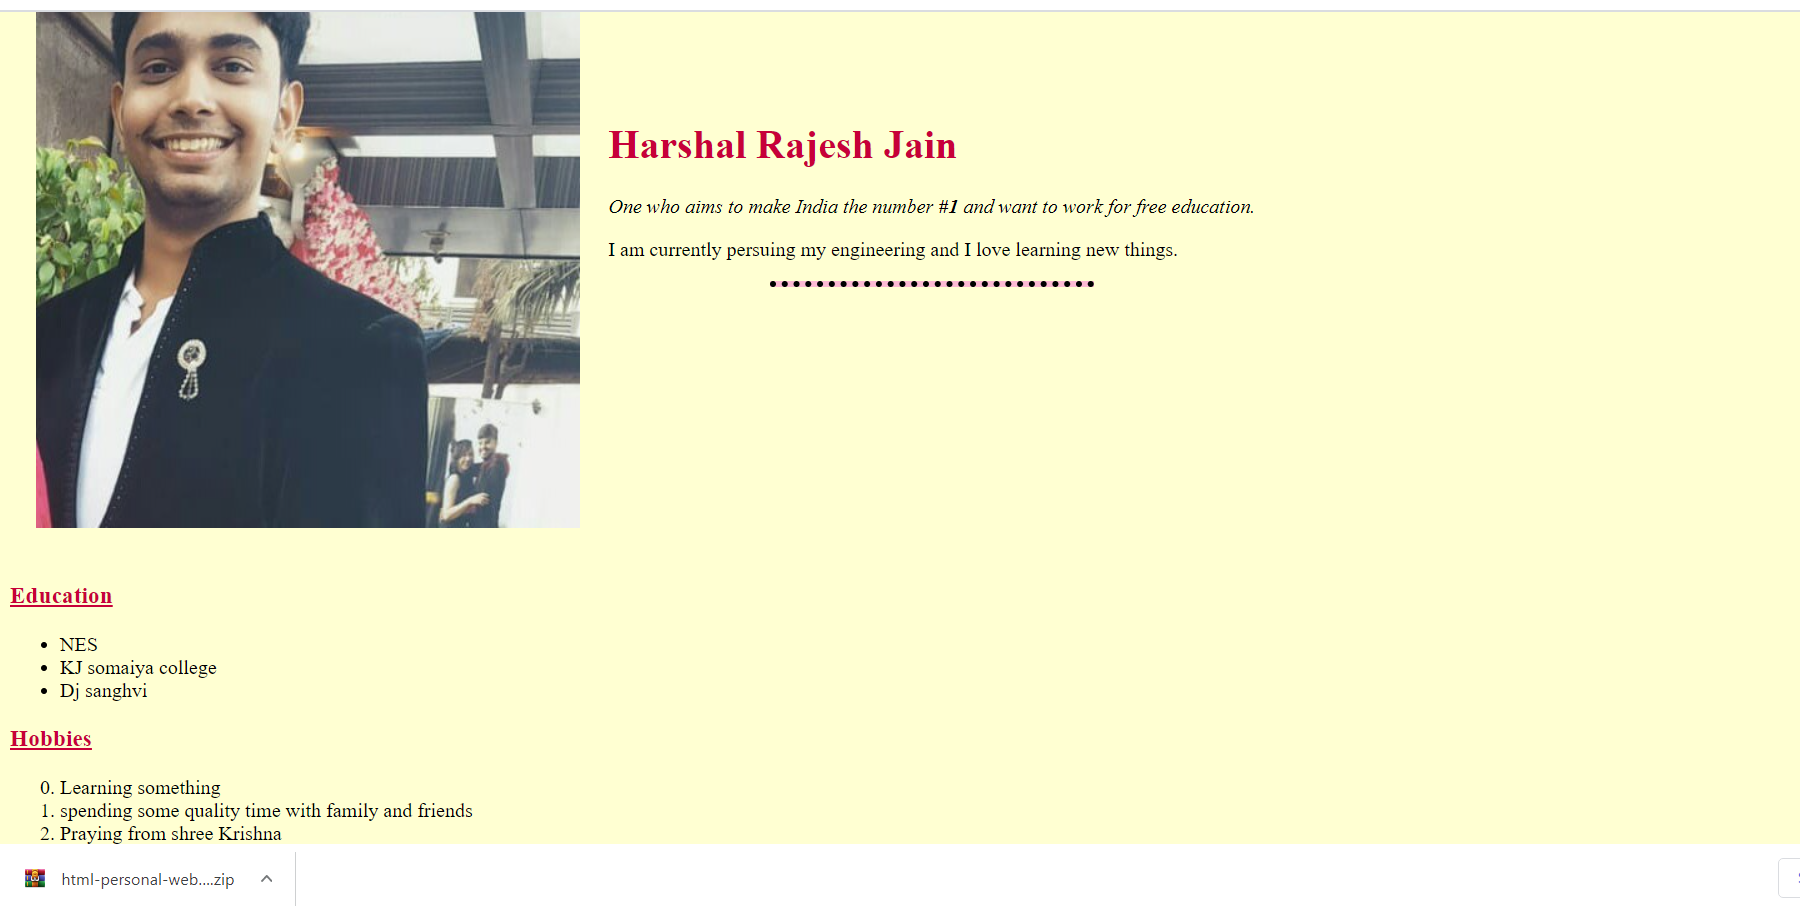 Harshal Rajesh Jain
One who aims to make India the number #1 and want to work for free education.
I am currently persuing my engineering and I love learning new things.
Education
NES
KJ somaiya college
Dj sanghvi
Hobbies
0. Learning something
1. spending some quality time with family and friends
2. Praying from shree Krishna
html-personal-web....zip